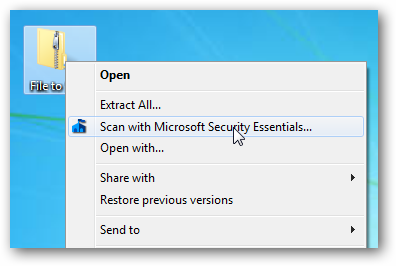 File to
Open
Extract All...
Scan with Microsoft Security Essentials...
Open with...
Share with
Restore previous versions
Send to